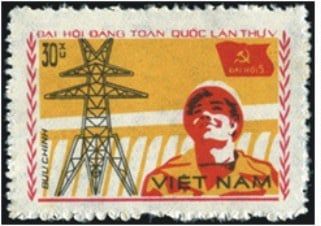 ĐẠI HỘI ĐẢNG TOÀN QUỐC LẦN THỨ V
30 XU
ĐẠI HỘI 5
BƯU CHÍNH
VIỆT NAM